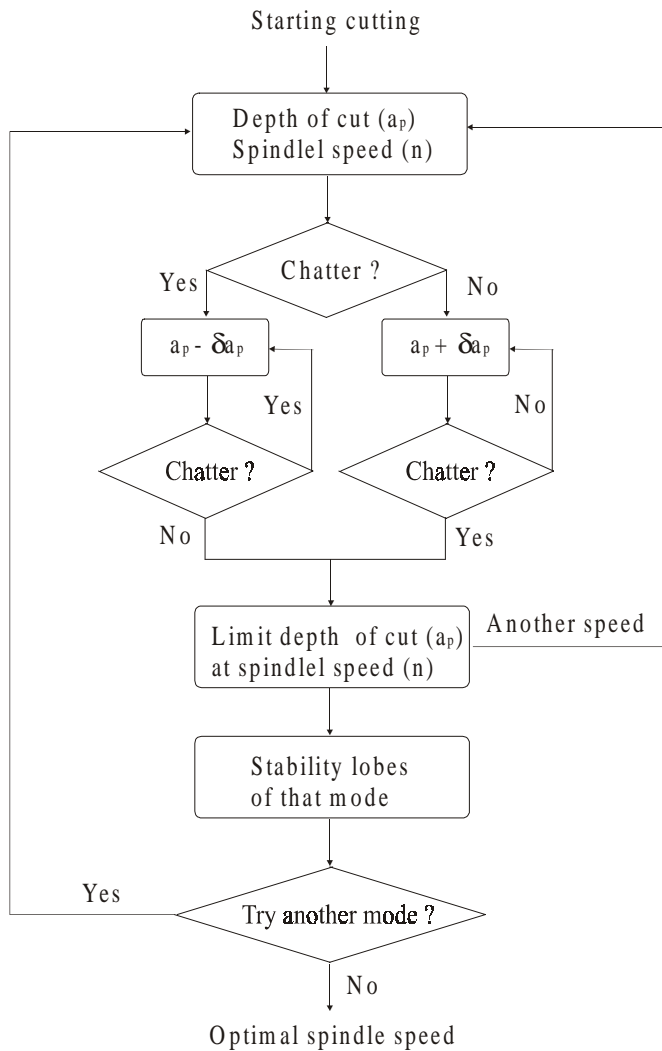 Starting cutting
Depth of cut (ap)
Spindlel speed (n)
Chatter ?
Yes
No
ap - δap
ap + δap
Yes
No
Chatter ?
Chatter ?
No
Yes
Limit depth of cut (ap)
at spindlel speed (n)
Another speed
Stability lobes
of that mode
Yes
Try another mode ?
No
Optimal spindle speed